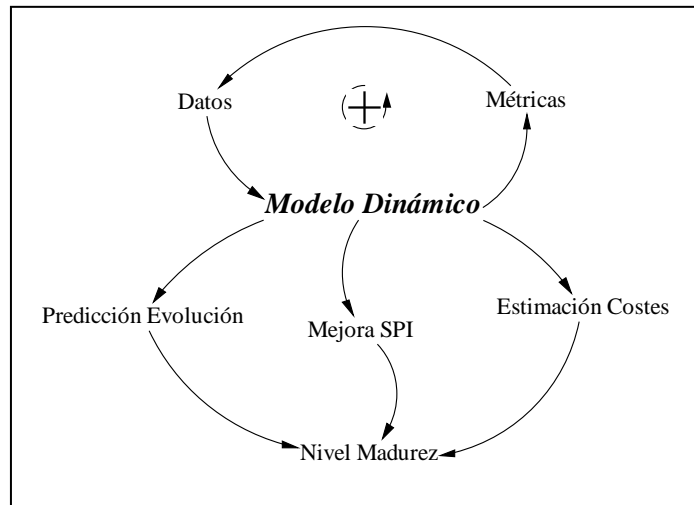 Datos
Métricas
Modelo Dinámico
Predicción Evolución
Mejora SPI
Estimación Costes
Nivel Madurez